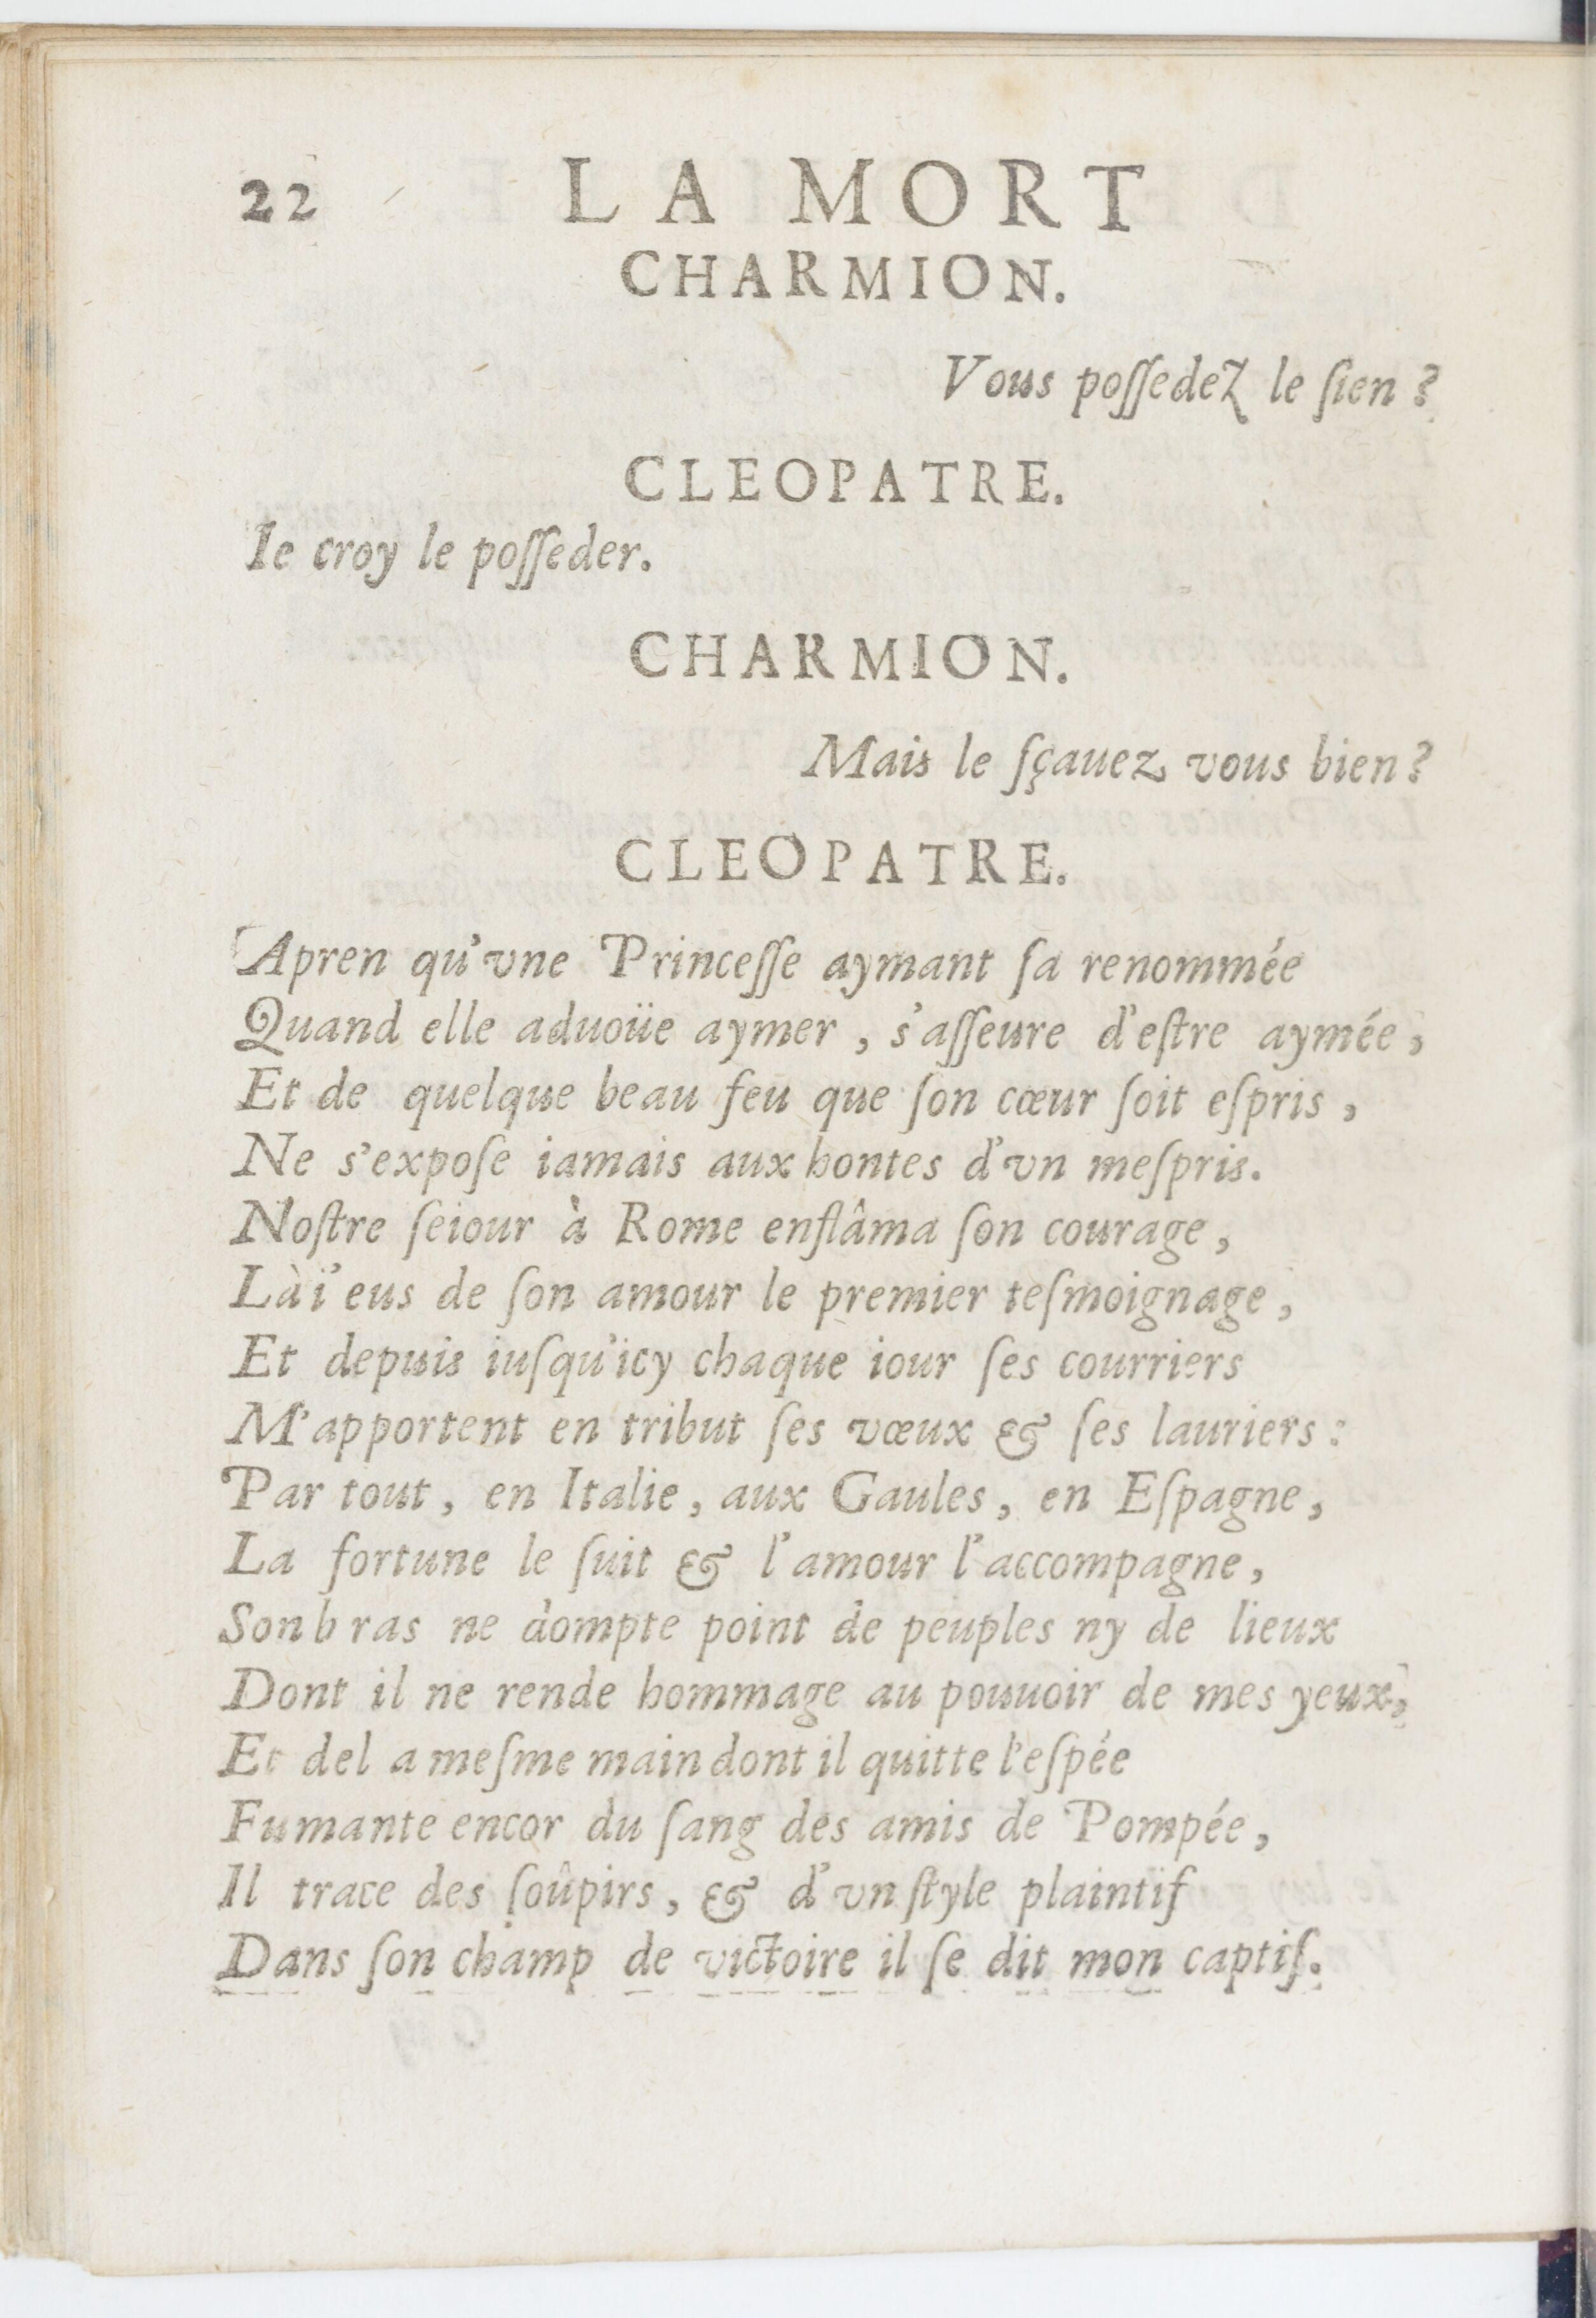 22 LA MORT
CHARMION.
Vous poſſedez le ſien ?
CLEOPATRE.
Ie croy le poſſeder.
CHARMION.
Mais le ſçauez vous bien ?
CLEOPATRE.
Apren qu'vne Princeſſe aymant ſa renommée
Quand elle aduoüe aymer , s'aſſeure d'eſtre aymée ,
Et de quelque beau feu que ſon cœur ſoit eſpris ,
Ne s'expoſe iamais aux hontes d'vn meſpris.
Noſtre ſeiour à Rome enflâma ſon courage ,
Là i'eus de ſon amour le premier teſmoignage ,
Et depuis iuſqu'icy chaque iour ſes courriers
M'apportent en tribut ſes vœux & ſes lauriers :
Par tout , en Italie , aux Gaules , en Eſpagne ,
La fortune le ſuit & l'amour l'accompagne ,
Son b ras ne dompte point de peuples ny de lieux
Dont il ne rende hommage au pouuoir de mes yeux ,
Et del a meſme main dont il quitte l'eſpée
Fumante encor du ſang des amis de Pompée ,
Il trace des ſoûpirs , & d'vn ſtyle plaintif
Dans ſon champ de victoire il ſe dit mon captiſ.